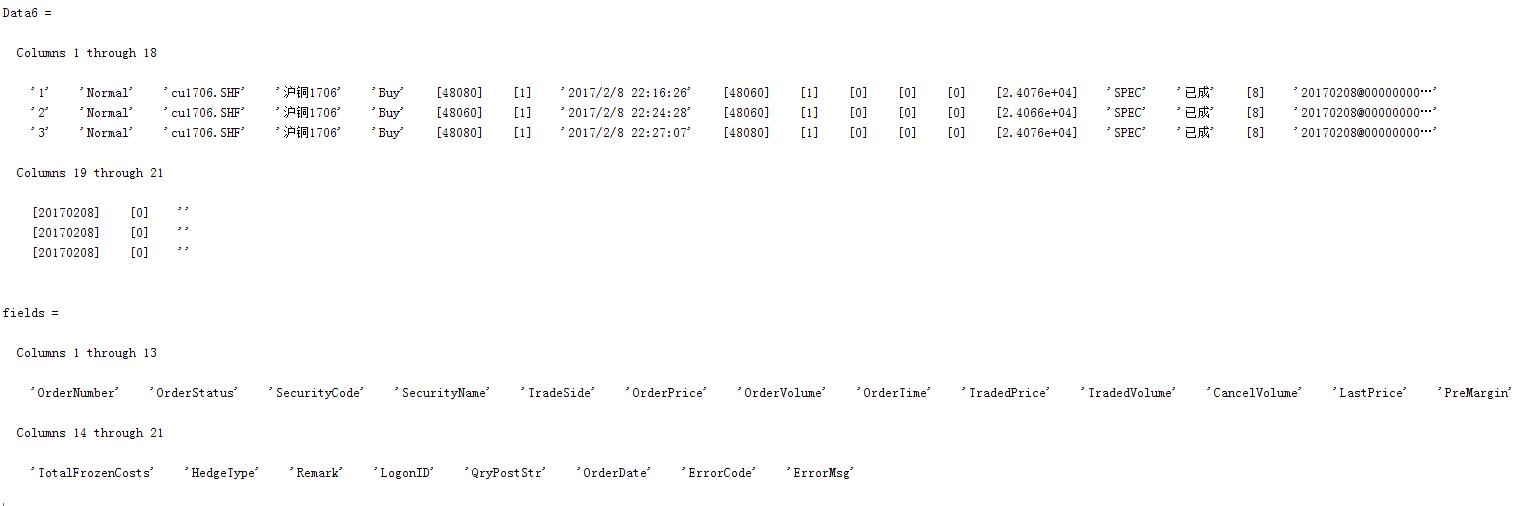 Data6 =
Columns 1 through 18
'1' 'Normal' 'cu1706.SHF' '沪铜1706' 'Buy' [48080] [1] '2017/2/8 22:16:26' [48060] [1] [0] [0] [0] [2.4076e+04] 'SPEC' '已成' [8] '20170208@00000000…'
'2' 'Normal' 'cu1706.SHF' '沪铜1706' 'Buy' [48060] [1] '2017/2/8 22:24:28' [48060] [1] [0] [0] [0] [2.4066e+04] 'SPEC' '已成' [8] '20170208@00000000…'
'3' 'Normal' 'cu1706.SHF' '沪铜1706' 'Buy' [48080] [1] '2017/2/8 22:27:07' [48080] [1] [0] [0] [0] [2.4076e+04] 'SPEC' '已成' [8] '20170208@00000000…'
Columns 19 through 21
[20170208] [0] ''
[20170208] [0] ''
[20170208] [0] ''
fields =
Columns 1 through 13
'OrderNumber' 'OrderStatus' 'SecurityCode' 'SecurityName' 'TradeSide' 'OrderPrice' 'OrderVolume' 'OrderTime' 'TradedPrice' 'TradedVolume' 'CancelVolume' 'LastPrice' 'PreMargin'
Columns 14 through 21
'TotalFrozenCosts' 'HedgeType' 'Remark' 'LogonID' 'QryPostStr' 'OrderDate' 'ErrorCode' 'ErrorMsg'